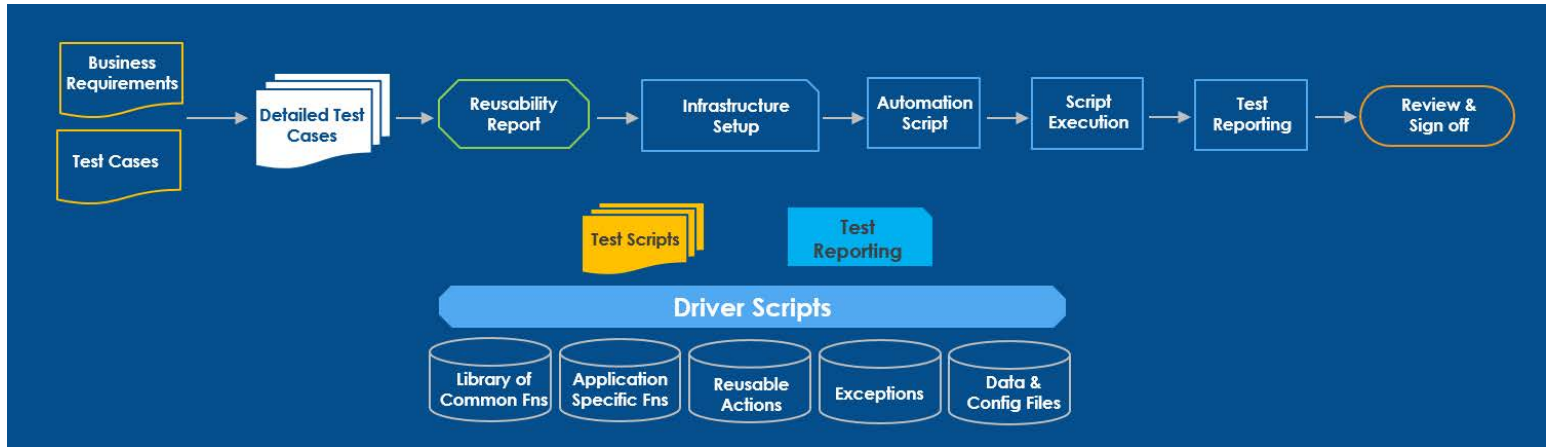 Business
Requirements
Test Cases
Detailed Test
Cases
Reusability
Report
Infrastructure
Setup
Automation
Script
Script
Execution
Test
Reporting
Review &
Sign off
Test Scripts
Test
Reporting
Driver Scripts
Library of
Common Fns
Application
Specific Fns
Reusable
Actions
Exceptions
Data &
Config Files